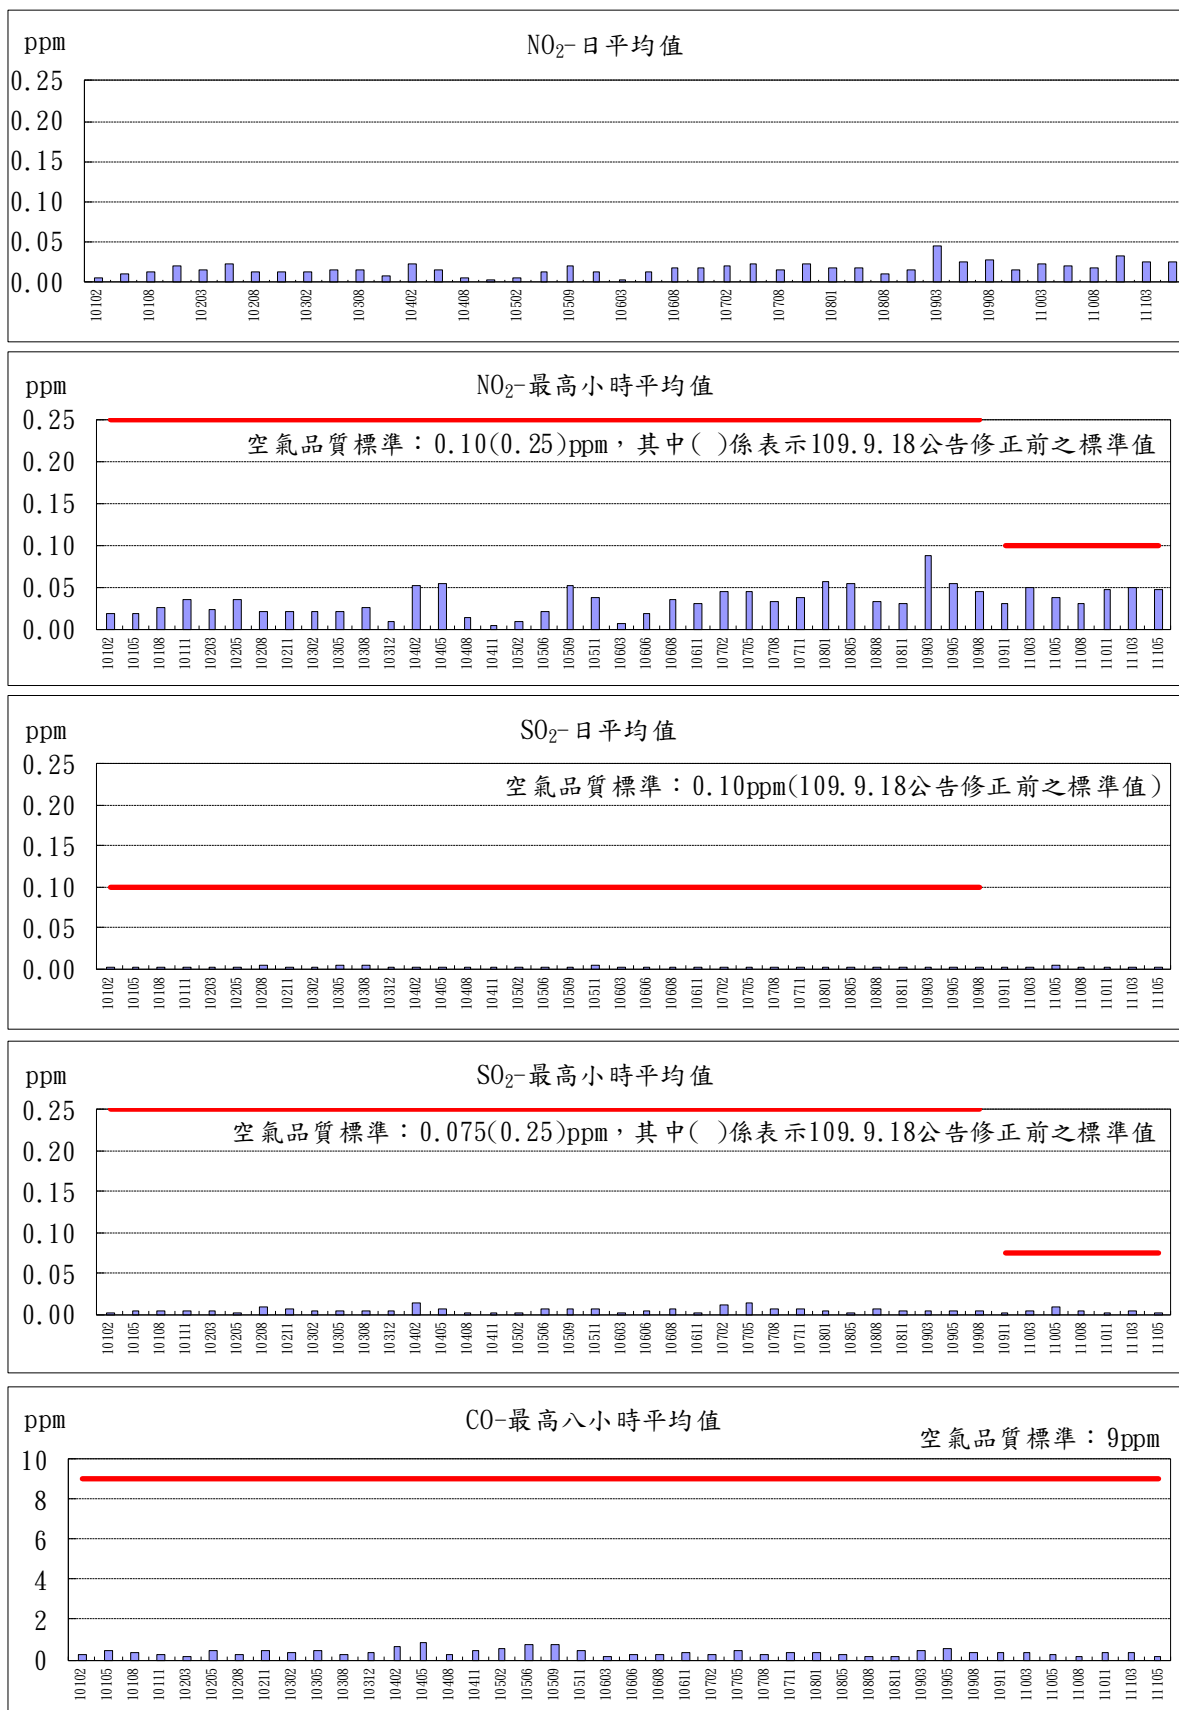 ppm
NO₂-日平均值
0.25
0.20
0.15
0.10
0.05
0.00
10102 10108 10203 10208 10302 10308 10402 10408 10502 10509 10603 10608 10702 10708 10801 10808 10903 10908 11003 11008 11103
ppm
NO₂-最高小時平均值
0.25
空氣品質標準：0.10(0.25)ppm，其中( )係表示109.9.18公告修正前之標準值
0.20
0.15
0.10
0.05
0.00
10102 10105 10108 10111 10203 10205 10208 10211 10302 10305 10308 10312 10402 10405 10408 10411 10502 10506 10509 10511 10603 10606 10608 10611 10702 10705 10708 10711 10801 10805 10808 10811 10903 10905 10908 10911 11003 11005 11008 11011 11103 11105
ppm
SO₂-日平均值
0.25
空氣品質標準：0.10ppm(109.9.18公告修正前之標準值)
0.20
0.15
0.10
0.05
0.00
10102 10105 10108 10111 10203 10205 10208 10211 10302 10305 10308 10312 10402 10405 10408 10411 10502 10506 10509 10511 10603 10606 10608 10611 10702 10705 10708 10711 10801 10805 10808 10811 10903 10905 10908 10911 11003 11005 11008 11011 11103 11105
ppm
SO₂-最高小時平均值
0.25
空氣品質標準：0.075(0.25)ppm，其中( )係表示109.9.18公告修正前之標準值
0.20
0.15
0.10
0.05
0.00
10102 10105 10108 10111 10203 10205 10208 10211 10302 10305 10308 10312 10402 10405 10408 10411 10502 10506 10509 10511 10603 10606 10608 10611 10702 10705 10708 10711 10801 10805 10808 10811 10903 10905 10908 10911 11003 11005 11008 11011 11103 11105
ppm
CO-最高八小時平均值
空氣品質標準：9ppm
10
8
6
4
2
0
10102 10105 10108 10111 10203 10205 10208 10211 10302 10305 10308 10312 10402 10405 10408 10411 10502 10506 10509 10511 10603 10606 10608 10611 10702 10705 10708 10711 10801 10805 10808 10811 10903 10905 10908 10911 11003 11005 11008 11011 11103 11105